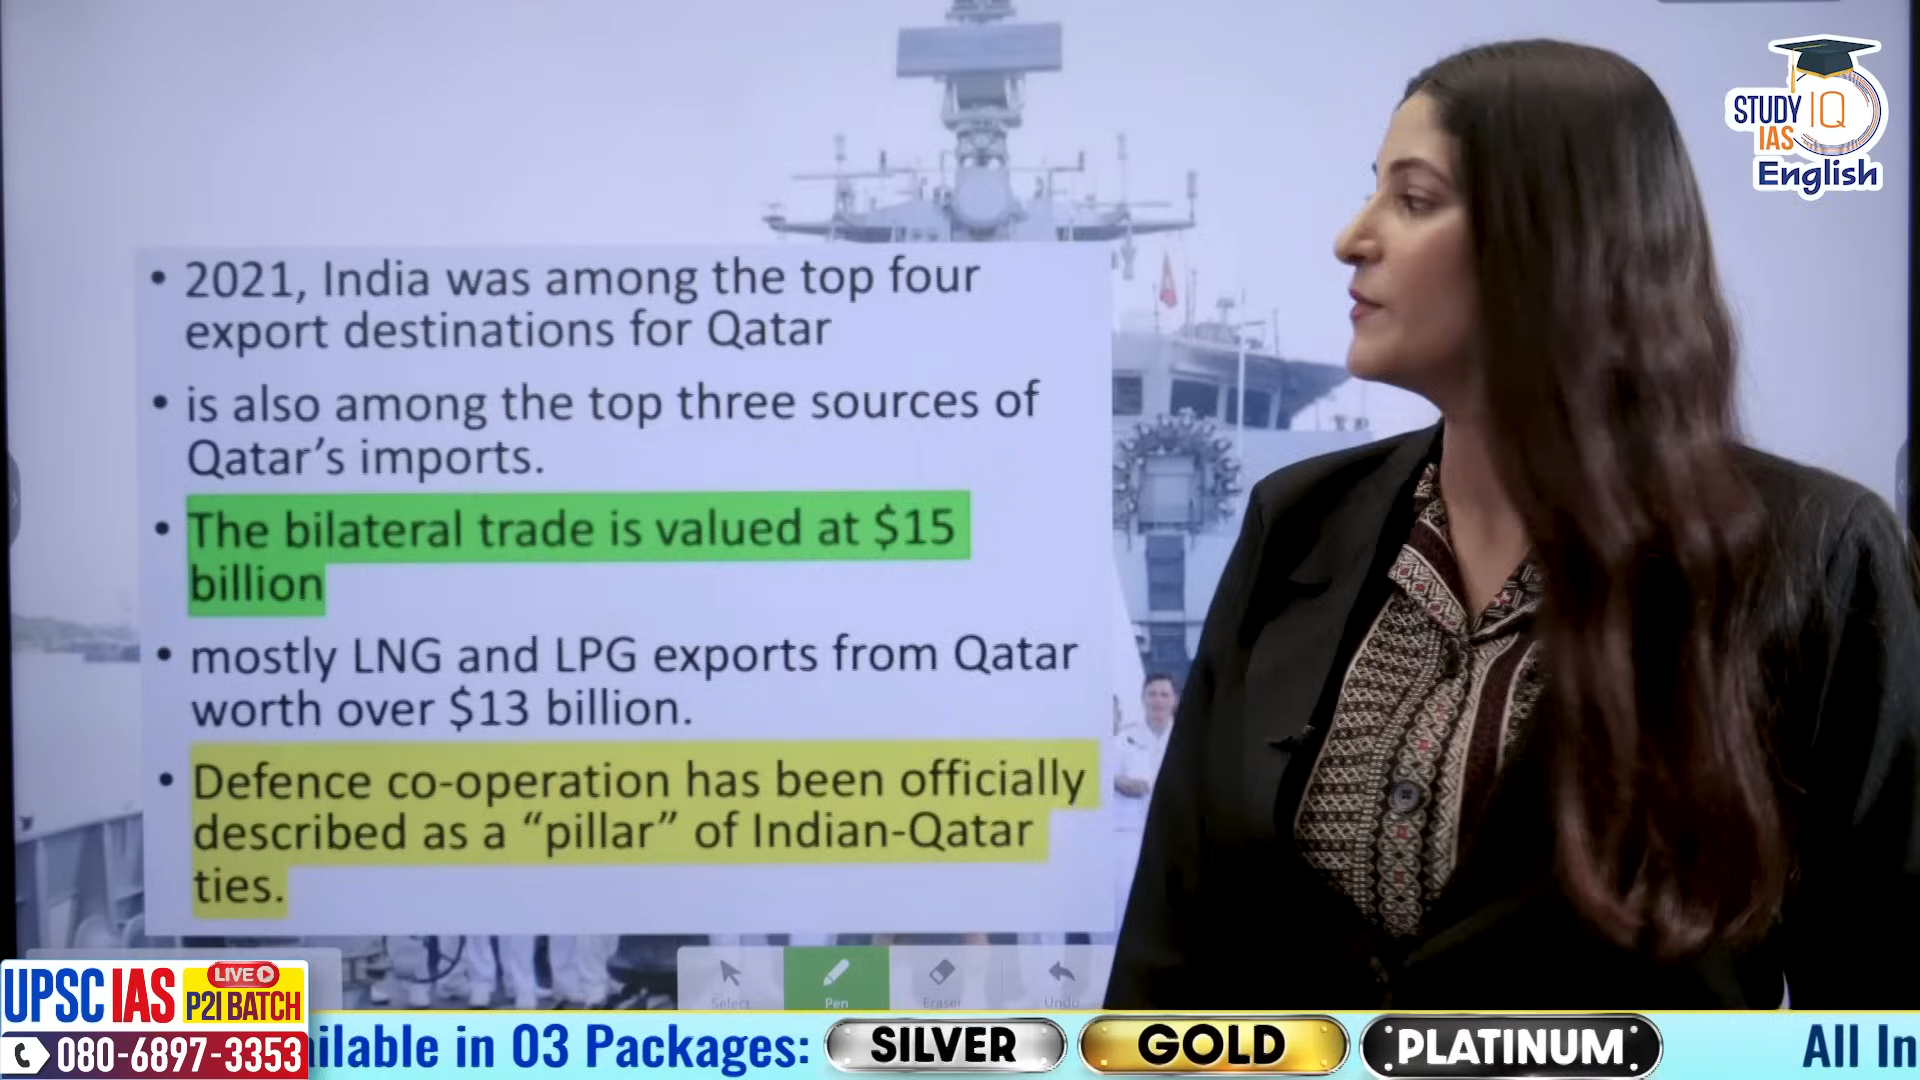 STUDY IQ
IAS
English
• 2021, India was among the top four
export destinations for Qatar
• is also among the top three sources of
Qatar’s imports.
• The bilateral trade is valued at $15
billion
• mostly LNG and LPG exports from Qatar
worth over $13 billion.
• Defence co-operation has been officially
described as a “pillar” of Indian-Qatar
ties.
Select Pen Eraser Undo
UPSC IAS LIVE P2I BATCH
080-6897-3353
ilable in 03 Packages: SILVER GOLD PLATINUM All In